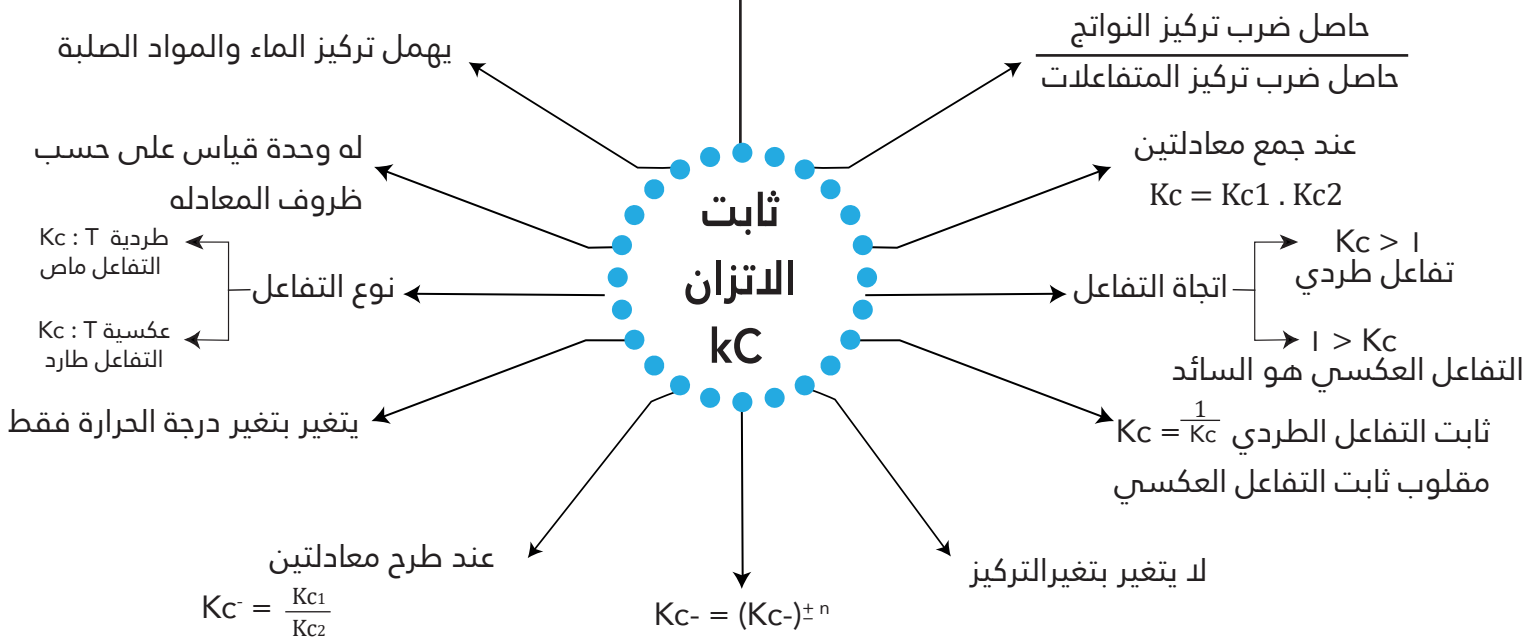 ثابت
الاتزان
kC
حاصل ضرب تركيز النواتج
حاصل ضرب تركيز المتفاعلات
عند جمع معادلتين
Kc = Kc1 . Kc2
اتجاة التفاعل
Kc > ١
تفاعل طردي
١ > Kc
التفاعل العكسي هو السائد
ثابت التفاعل الطردي Kc = 1/Kc
مقلوب ثابت التفاعل العكسي
لا يتغير بتغيرالتركيز
Kc- = (Kc-)± n
عند طرح معادلتين
Kc- = Kc1/Kc2
يتغير بتغير درجة الحرارة فقط
نوع التفاعل
طردية Kc : T
التفاعل ماص
عكسية Kc : T
التفاعل طارد
له وحدة قياس على حسب
ظروف المعادله
يهمل تركيز الماء والمواد الصلبة